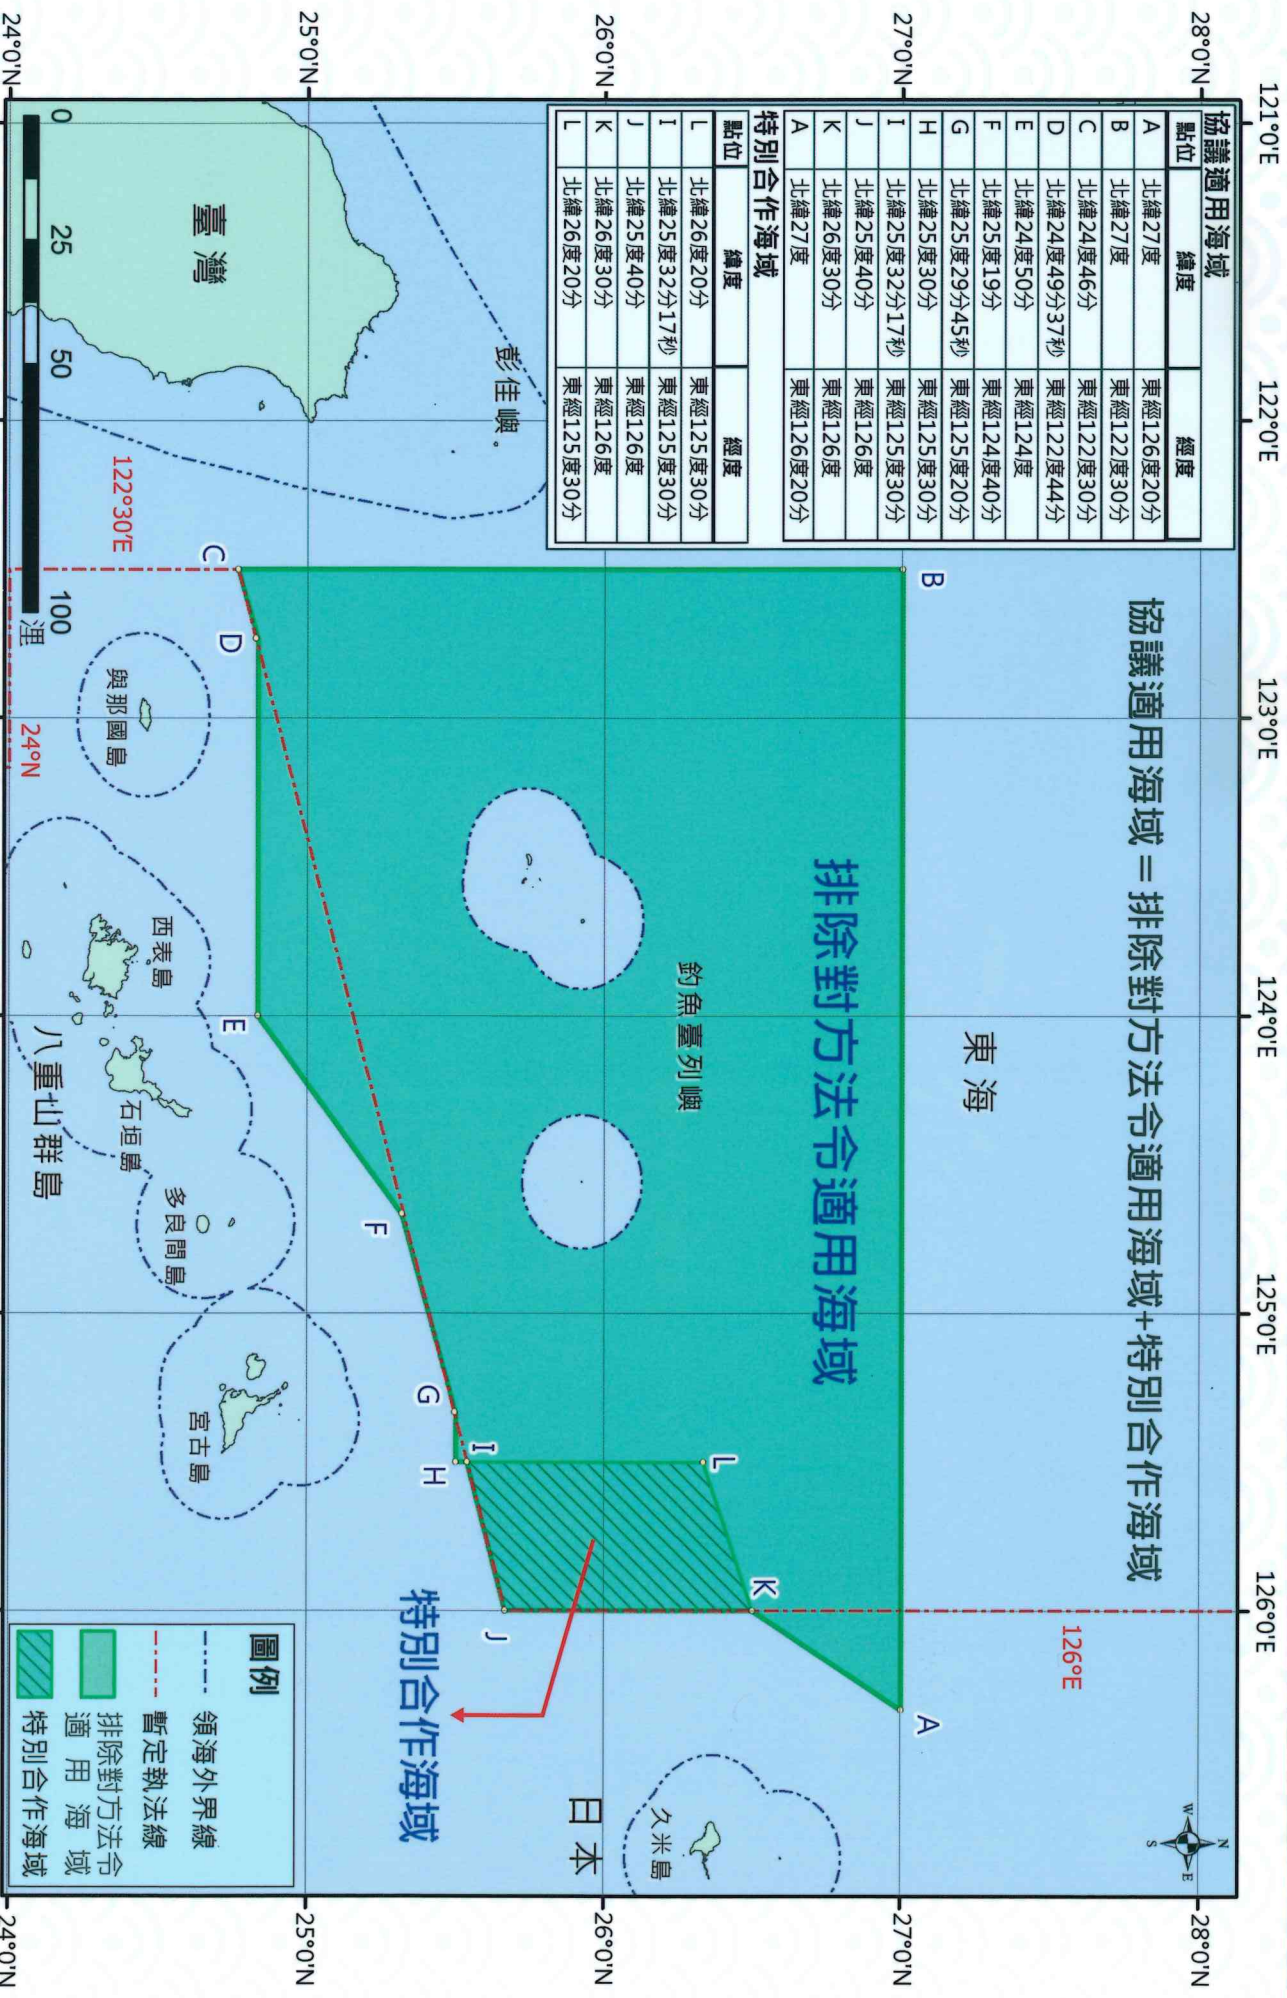 121°0'E
122°0'E
123°0'E
124°0'E
125°0'E
126°0'E
28°0'N
27°0'N
26°0'N
25°0'N
24°0'N
28°0'N
27°0'N
26°0'N
25°0'N
24°0'N
協議適用海域
點位 緯度 經度
A 北緯27度 東經126度20分
B 北緯27度 東經122度30分
C 北緯24度46分 東經122度30分
D 北緯24度49分37秒 東經122度44分
E 北緯24度50分 東經124度
F 北緯25度19分 東經124度40分
G 北緯25度29分45秒 東經125度20分
H 北緯25度30分 東經125度30分
I 北緯25度32分17秒 東經125度30分
J 北緯25度40分 東經126度
K 北緯26度30分 東經126度
A 北緯27度 東經126度20分
特別合作海域
點位 緯度 經度
L 北緯26度20分 東經125度30分
I 北緯25度32分17秒 東經125度30分
J 北緯25度40分 東經126度
K 北緯26度30分 東經126度
L 北緯26度20分 東經125度30分
協議適用海域=排除對方法令適用海域+特別合作海域
N
W
E
S
東海
126°E
B
A
排除對方法令適用海域
K
L
釣魚臺列嶼
久米島
日本
彭佳嶼
J
I
H
G
特別合作海域
F
臺灣
C
D
E
122°30'E
與那國島
西表島
石垣島
八重山群島
多良間島
宮古島
24°N
0 25 50 100
浬
圖例
領海外界線
暫定執法線
排除對方法令
適用海域
特別合作海域